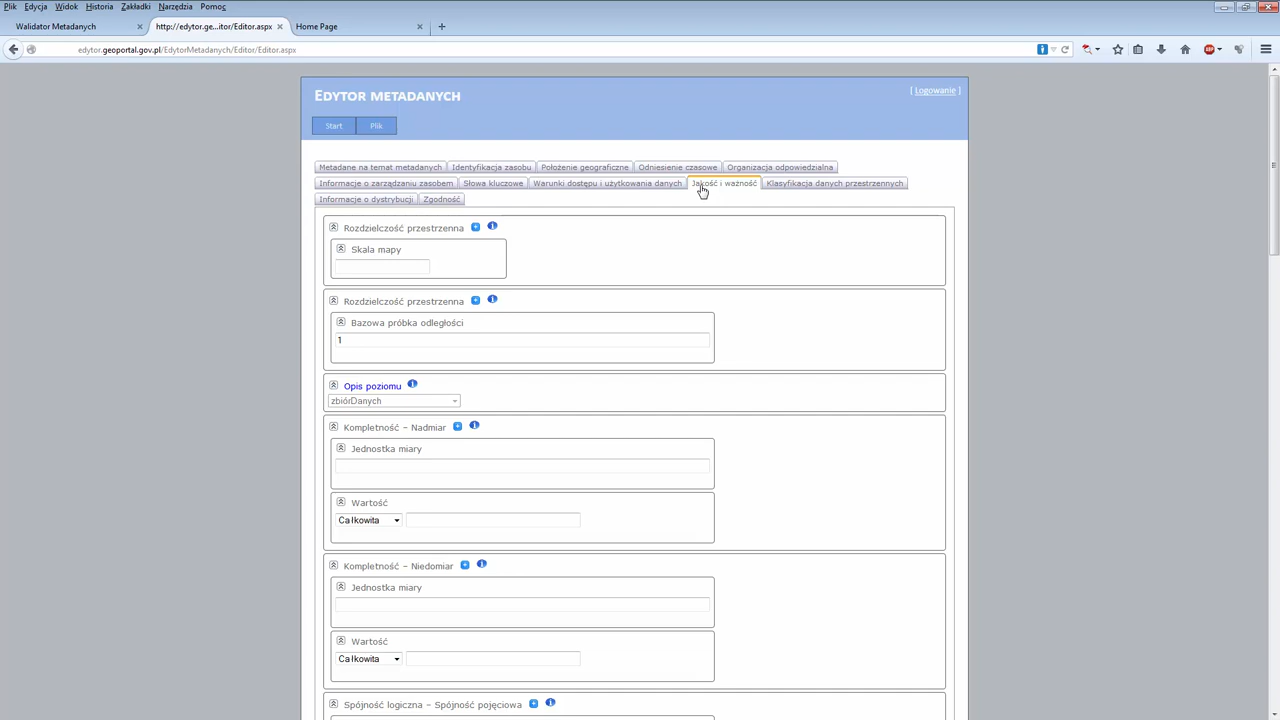 Plik Edycja Widok Historia Zakładki Narzędzia Pomoc
Walidator Metadanych × http://edytor.ge...itor/Editor.aspx × Home Page × +
edytor.geoportal.gov.pl/EdytorMetadanych/Editor/Editor.aspx
Edytor metadanych
[ Logowanie ]
Start Plik
Metadane na temat metadanych Identyfikacja zasobu Położenie geograficzne Odniesienie czasowe Organizacja odpowiedzialna
Informacje o zarządzaniu zasobem Słowa kluczowe Warunki dostępu i użytkowania danych Jakość i ważność Klasyfikacja danych przestrzennych
Informacje o dystrybucji Zgodność
Rozdzielczość przestrzenna
Skala mapy
Rozdzielczość przestrzenna
Bazowa próbka odległości
1
Opis poziomu
zbiórDanych
Kompletność – Nadmiar
Jednostka miary
Wartość
Całkowita
Kompletność – Niedomiar
Jednostka miary
Wartość
Całkowita
Spójność logiczna – Spójność pojęciowa